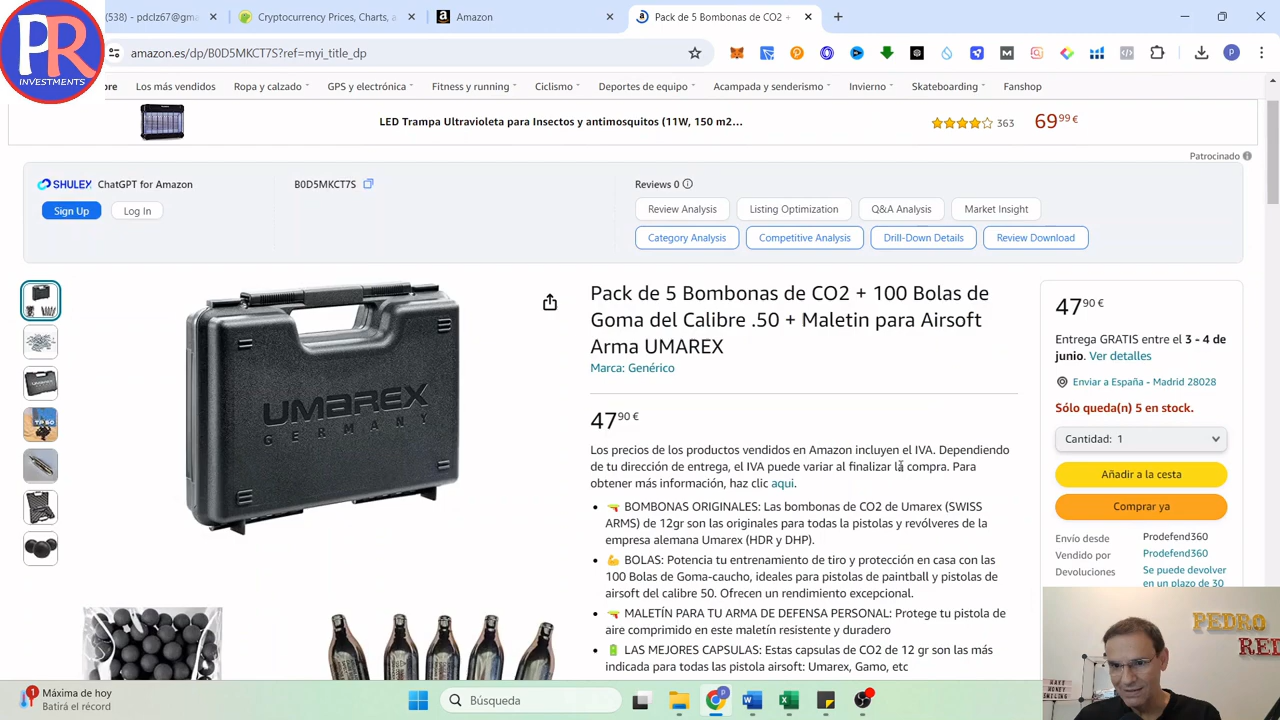 (538) - pdclz67@gm
Cryptocurrency Prices, Charts, a
Amazon
Pack de 5 Bombonas de CO2 +
PR
INVESTMENTS
amazon.es/dp/B0D5MKCT7S?ref=myi_title_dp
Los más vendidos
Ropa y calzado
GPS y electrónica
Fitness y running
Ciclismo
Deportes de equipo
Acampada y senderismo
Invierno
Skateboarding
Fanshop
LED Trampa Ultravioleta para Insectos y antimosquitos (11W, 150 m2...
363
69,99 €
Patrocinado
SHULEX ChatGPT for Amazon
B0D5MKCT7S
Reviews 0
Sign Up
Log In
Review Analysis
Listing Optimization
Q&A Analysis
Market Insight
Category Analysis
Competitive Analysis
Drill-Down Details
Review Download
UMAREX
GERMANY
Pack de 5 Bombonas de CO2 + 100 Bolas de
Goma del Calibre .50 + Maletin para Airsoft
Arma UMAREX
Marca: Genérico
47 90 €
Los precios de los productos vendidos en Amazon incluyen el IVA. Dependiendo
de tu dirección de entrega, el IVA puede variar al finalizar la compra. Para
obtener más información, haz clic aquí.
• 🔫 BOMBONAS ORIGINALES: Las bombonas de CO2 de Umarex (SWISS
ARMS) de 12gr son las originales para todas la pistolas y revólveres de la
empresa alemana Umarex (HDR y DHP).
• 💪 BOLAS: Potencia tu entrenamiento de tiro y protección en casa con las
100 Bolas de Goma-caucho, ideales para pistolas de paintball y pistolas de
airsoft del calibre 50. Ofrecen un rendimiento excepcional.
• 🔫 MALETÍN PARA TU ARMA DE DEFENSA PERSONAL: Protege tu pistola de
aire comprimido en este maletín resistente y duradero
• 🔋 LAS MEJORES CAPSULAS: Estas capsulas de CO2 de 12 gr son las más
indicada para todas las pistola airsoft: Umarex, Gamo, etc
47 90 €
Entrega GRATIS entre el 3 - 4 de
junio. Ver detalles
Enviar a España - Madrid 28028
Sólo queda(n) 5 en stock.
Cantidad: 1
Añadir a la cesta
Comprar ya
Envío desde Prodefend360
Vendido por Prodefend360
Devoluciones Se puede devolver
en un plazo de 30
PEDRO
RED
MAKE
MONEY
SMILING
1
Máxima de hoy
Batirá el récord
Búsqueda